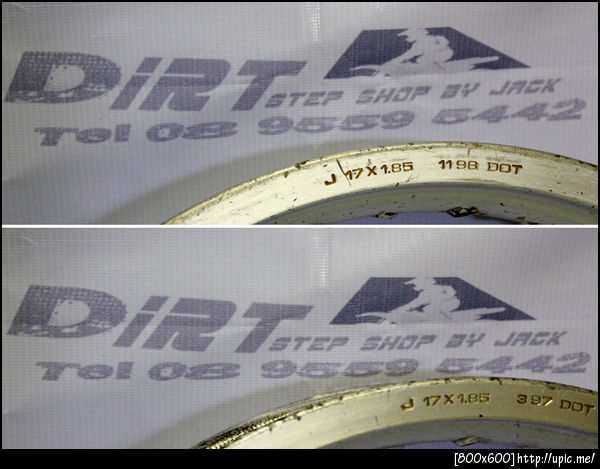 DiRT
STEP SHOP BY JACK
Tel 08 9559 5442
J 17 X 1.85 11 98 DOT
DiRT
STEP SHOP BY JACK
Tel 08 9559 5442
J 17 X 1.85 3 97 DOT
[800x600]http://upic.me/